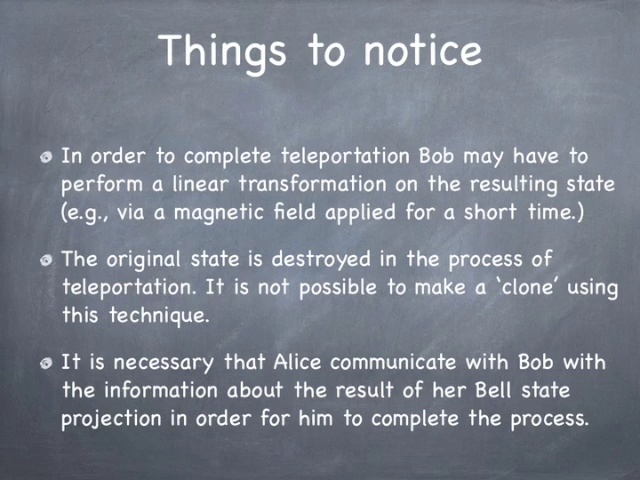 Things to notice
In order to complete teleportation Bob may have to
perform a linear transformation on the resulting state
(e.g., via a magnetic field applied for a short time.)
The original state is destroyed in the process of
teleportation. It is not possible to make a ‘clone’ using
this technique.
It is necessary that Alice communicate with Bob with
the information about the result of her Bell state
projection in order for him to complete the process.